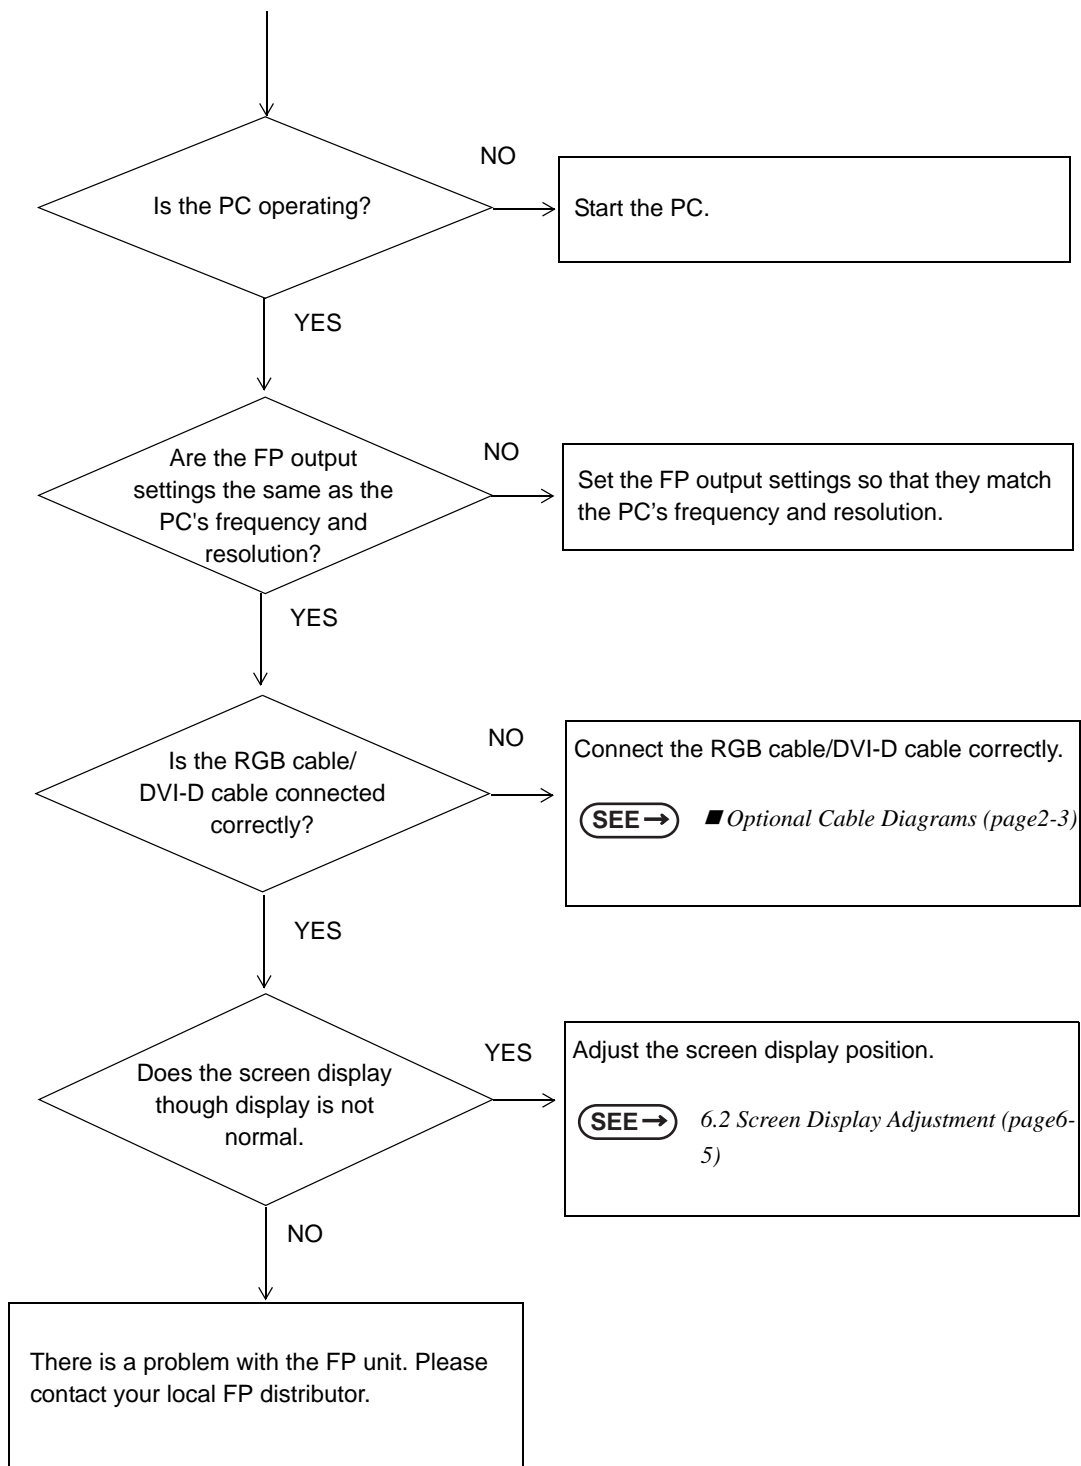 Is the PC operating?
NO
Start the PC.
YES
Are the FP output
settings the same as the
PC's frequency and
resolution?
NO
Set the FP output settings so that they match
the PC's frequency and resolution.
YES
Is the RGB cable/
DVI-D cable connected
correctly?
NO
Connect the RGB cable/DVI-D cable correctly.
SEE→ ■ Optional Cable Diagrams (page2-3)
YES
Does the screen display
though display is not
normal.
YES
Adjust the screen display position.
SEE→ 6.2 Screen Display Adjustment (page6-
5)
NO
There is a problem with the FP unit. Please
contact your local FP distributor.